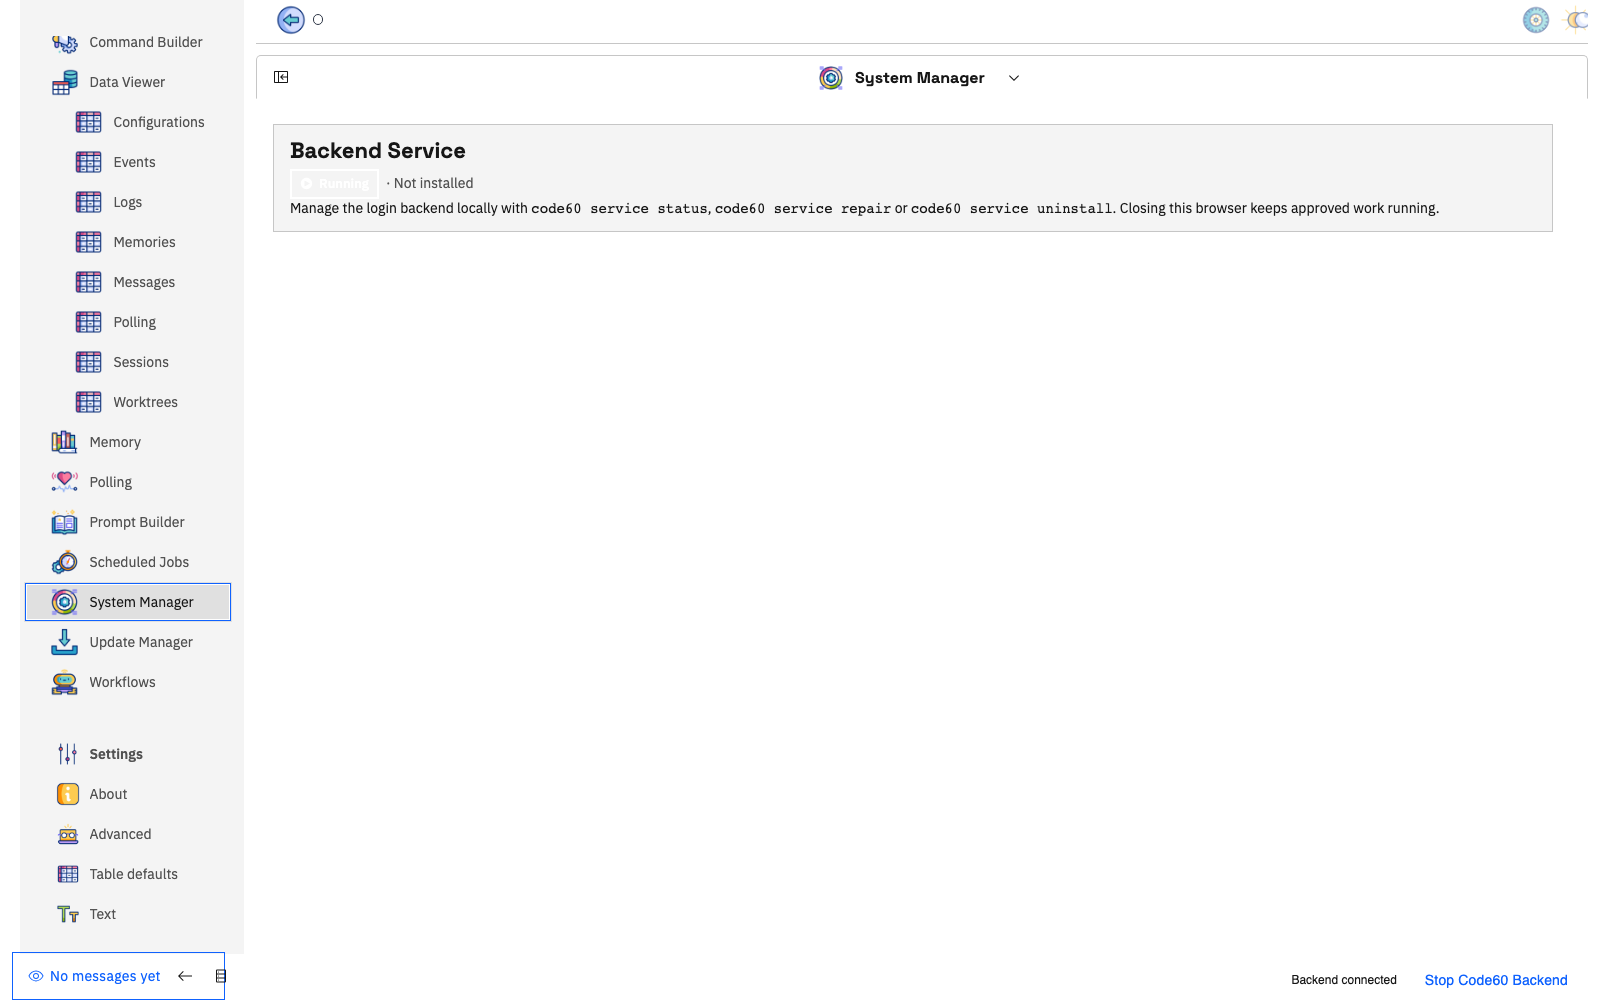 Command Builder
Data Viewer
Configurations
Events
Logs
Memories
Messages
Polling
Sessions
Worktrees
Memory
Polling
Prompt Builder
Scheduled Jobs
System Manager
Update Manager
Workflows
Settings
About
Advanced
Table defaults
Text
No messages yet
System Manager
Backend Service
Running · Not installed
Manage the login backend locally with code60 service status, code60 service repair or code60 service uninstall. Closing this browser keeps approved work running.
Backend connected
Stop Code60 Backend